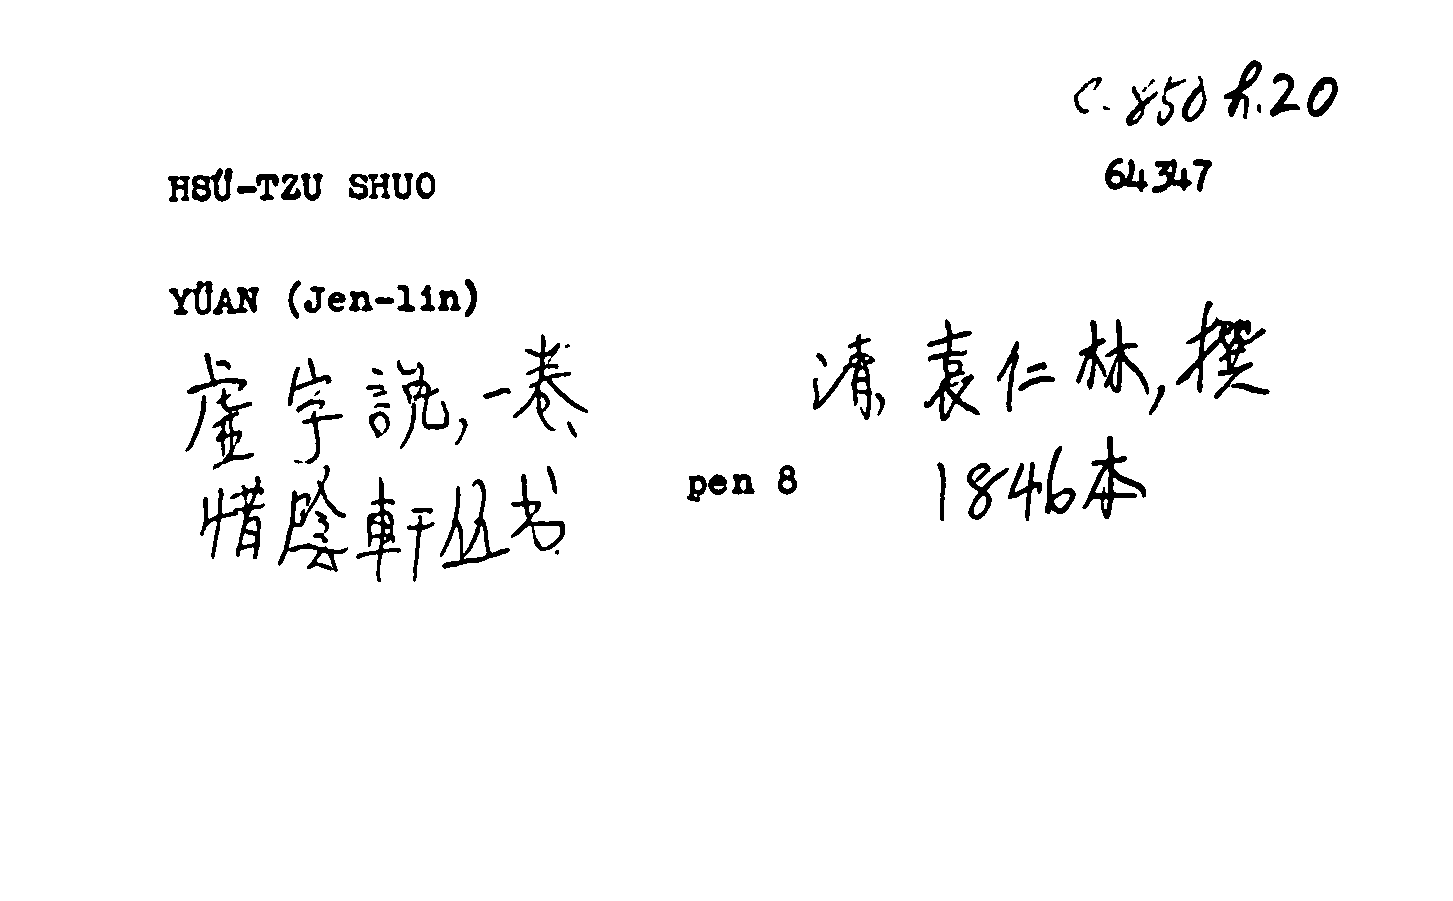 C. 850 h. 20
64347
HSÜ-TZU SHUO
YÜAN (Jen-lin)
虛字說, 一卷、 清, 袁仁林, 撰
惜陰軒丛书 pen 8 1846本